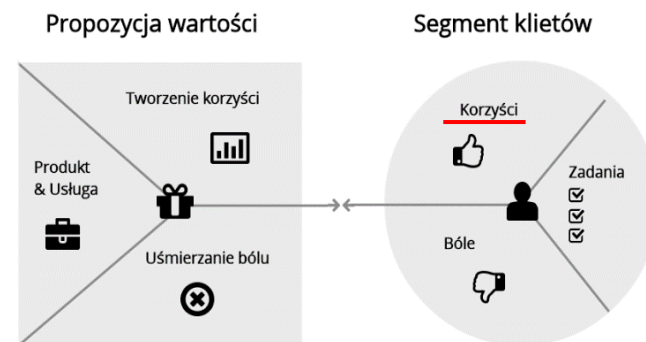 Propozycja wartości
Segment klietów
Tworzenie korzyści
Produkt
& Usługa
Uśmierzanie bólu
Korzyści
Zadania
Bóle